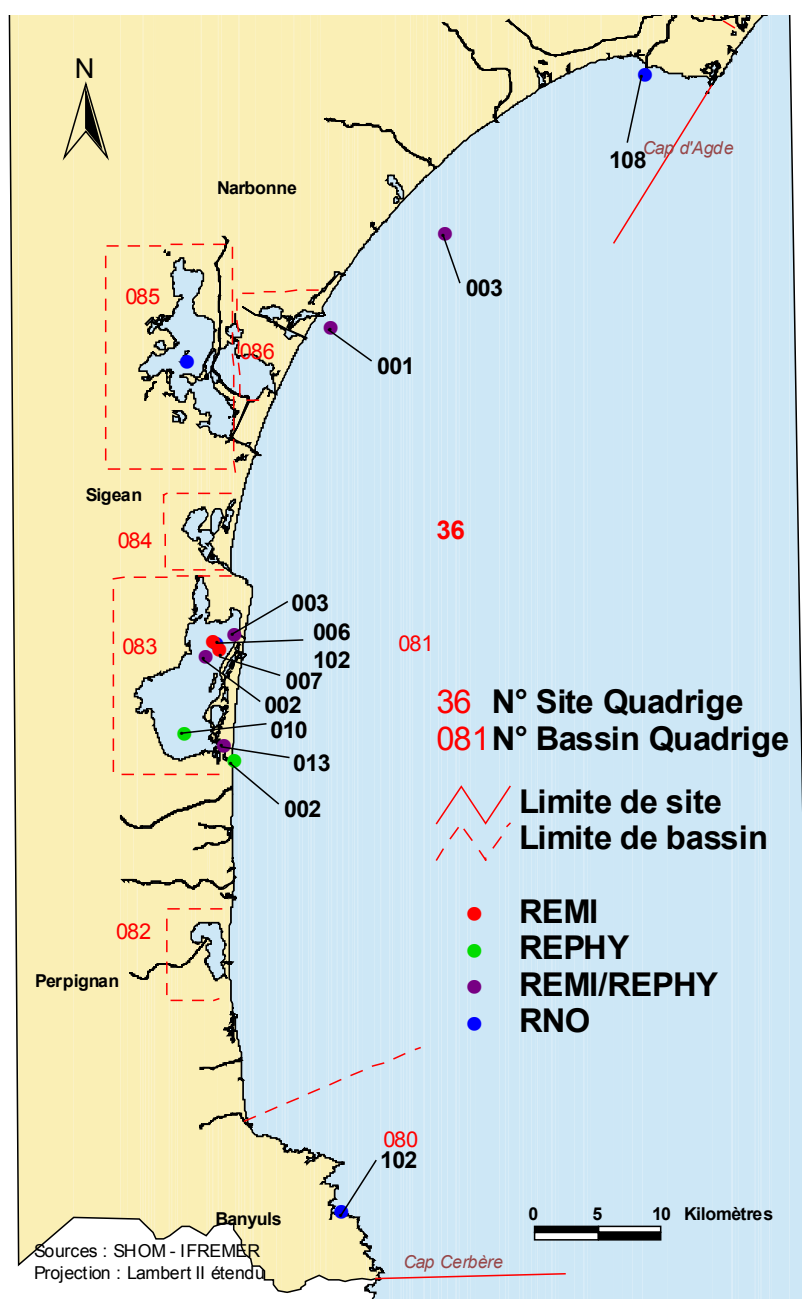 N
Cap d'Agde
108
Narbonne
003
085
001
086
Sigean
36
084
003
006
083
081
102
007
002
36 N° Site Quadrige
010
081 N° Bassin Quadrige
013
002
Limite de site
Limite de bassin
REMI
082
REPHY
Perpignan
REMI/REPHY
RNO
080
102
Banyuls
0 5 10 Kilomètres
Sources : SHOM - IFREMER
Cap Cerbère
Projection : Lambert II étendu